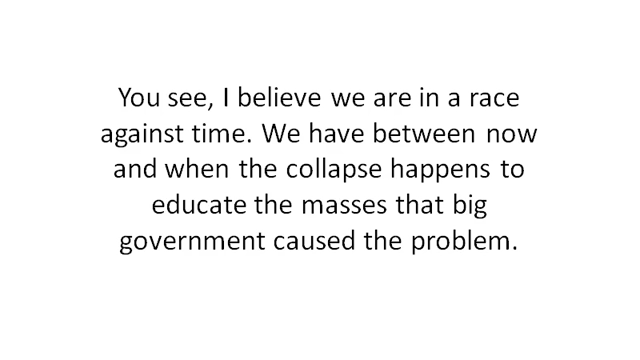 You see, I believe we are in a race
against time. We have between now
and when the collapse happens to
educate the masses that big
government caused the problem.